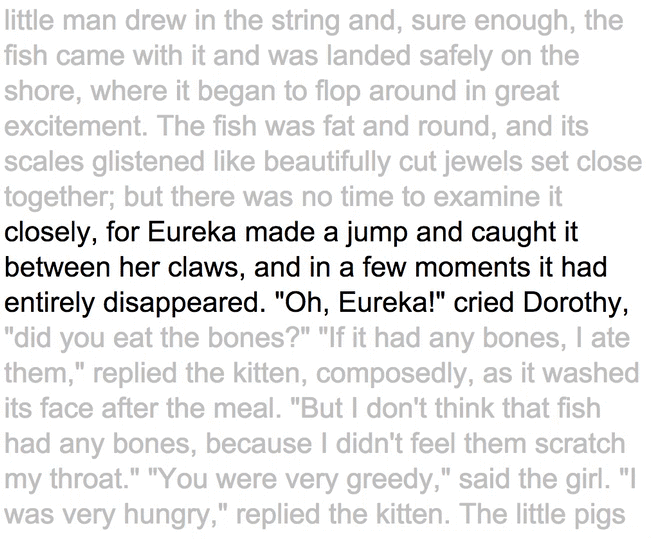 little man drew in the string and, sure enough, the
fish came with it and was landed safely on the
shore, where it began to flop around in great
excitement. The fish was fat and round, and its
scales glistened like beautifully cut jewels set close
together; but there was no time to examine it
closely, for Eureka made a jump and caught it
between her claws, and in a few moments it had
entirely disappeared. "Oh, Eureka!" cried Dorothy,
"did you eat the bones?" "If it had any bones, I ate
them," replied the kitten, composedly, as it washed
its face after the meal. "But I don't think that fish
had any bones, because I didn't feel them scratch
my throat." "You were very greedy," said the girl. "I
was very hungry," replied the kitten. The little pigs